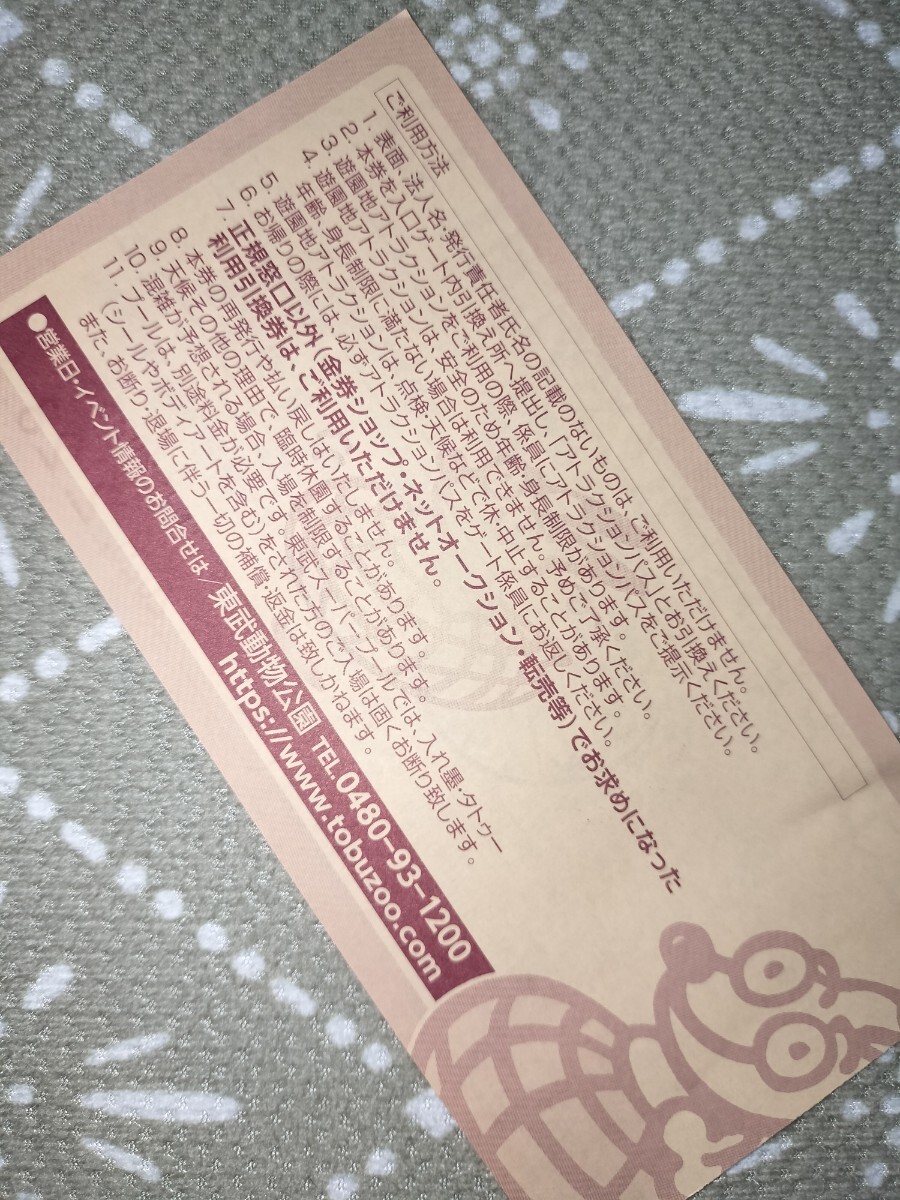 ご利用方法
1. 表面、法人名・発行責任者氏名の記載のないものは、ご利用いただけません。
2. 本券を入口ゲート内引換え所へ提出し、「アトラクションパス」とお引換えください。
3. 遊園地アトラクションをご利用の際、係員にアトラクションパスをご提示ください。
4. 遊園地アトラクションは、安全のため年齢・身長制限があります。
年齢・身長制限に満たない場合は利用できません。予めご了承ください。
5. 遊園地アトラクションは、点検・天候などで休・中止することがあります。
6. お帰りの際には、必ずアトラクションパスをゲート係員にお返しください。
7. 正規窓口以外（金券ショップ・ネットオークション・転売等）でお求めになった
利用引換券は、ご利用いただけません。
8. 本券の再発行や払い戻しはいたしません。
9. 天候その他の理由で、臨時休園することがあります。
10. 混雑が予想される場合、入場を制限することがあります。
11. プールは、別途料金が必要です。東武スーパープールでは、入れ墨・タトゥー
（シールやボディアートを含む）をされた方のご入場は固くお断り致します。
また、お断り・退場に伴う一切の補償・返金は致しかねます。
●営業日・イベント情報のお問合せは/東武動物公園 TEL.0480-93-1200
https://www.tobuzoo.com